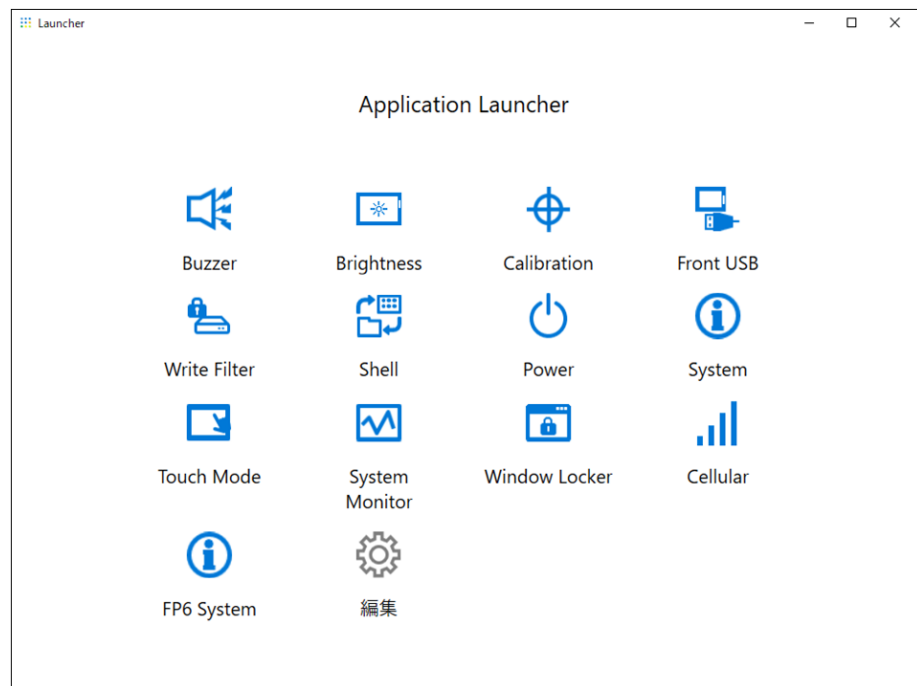 Launcher
Application Launcher
Buzzer
Brightness
Calibration
Front USB
Write Filter
Shell
Power
System
Touch Mode
System
Monitor
Window Locker
Cellular
FP6 System
編集